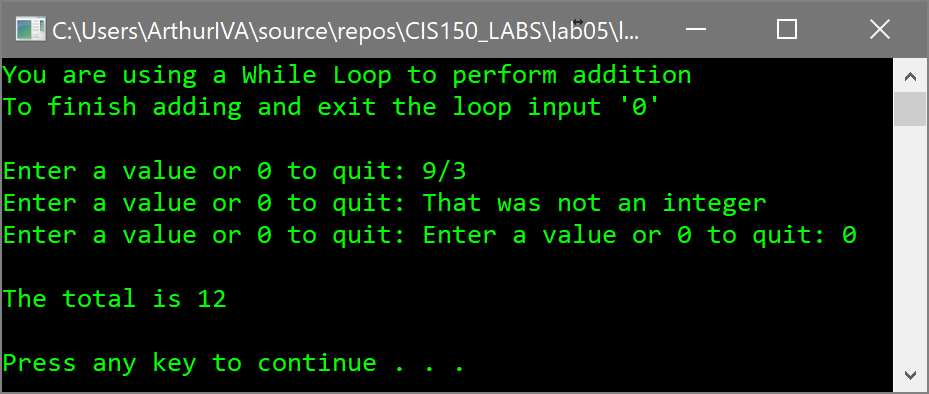 C:\Users\ArthurIVA\source\repos\CIS150_LABS\lab05\l...
You are using a While Loop to perform addition
To finish adding and exit the loop input '0'
Enter a value or 0 to quit: 9/3
Enter a value or 0 to quit: That was not an integer
Enter a value or 0 to quit: Enter a value or 0 to quit: 0
The total is 12
Press any key to continue . . .